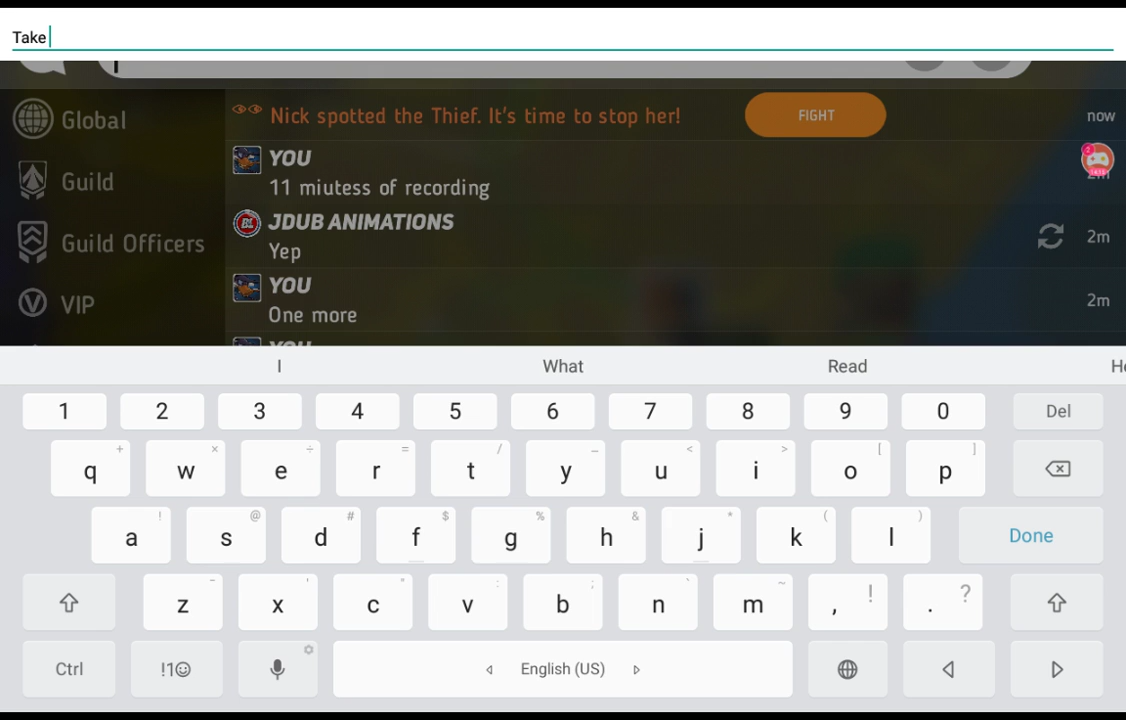 Take
Nick spotted the Thief. It's time to stop her! FIGHT now
Global
YOU
11 miutess of recording
Guild
JDUB ANIMATIONS
Yep 2m
Guild Officers
YOU
One more 2m
VIP
I What Read
1 2 3 4 5 6 7 8 9 0 Del
q w e r t y u i o p
a s d f g h j k l Done
z x c v b n m , ! . ?
Ctrl !1☺ English (US)